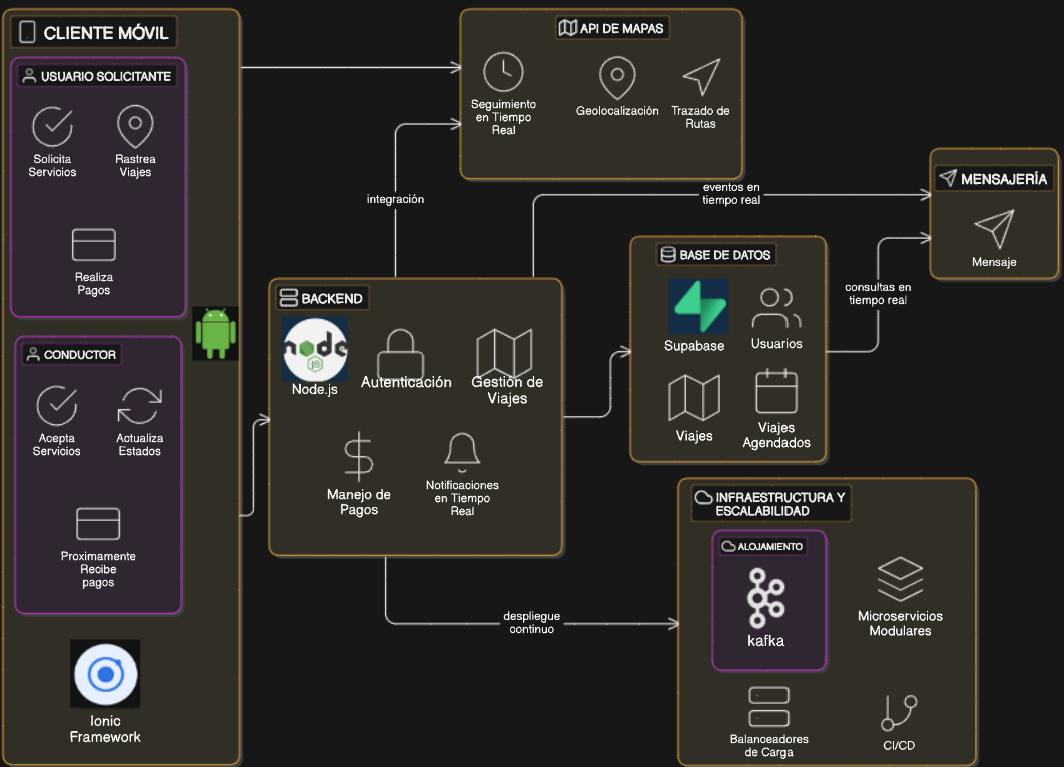 CLIENTE MÓVIL
USUARIO SOLICITANTE
Solicita
Servicios
Rastrea
Viajes
Realiza
Pagos
CONDUCTOR
Acepta
Servicios
Actualiza
Estados
Proximamente
Recibe
pagos
Ionic
Framework
API DE MAPAS
Seguimiento
en Tiempo
Real
Geolocalización
Trazado de
Rutas
integración
eventos en
tiempo real
MENSAJERÍA
Mensaje
BACKEND
node
JS
Node.js
Autenticación
Gestión de
Viajes
Manejo de
Pagos
Notificaciones
en Tiempo
Real
BASE DE DATOS
Supabase
Usuarios
Viajes
Viajes
Agendados
consultas en
tiempo real
despliegue
continuo
INFRAESTRUCTURA Y
ESCALABILIDAD
ALOJAMIENTO
kafka
Microservicios
Modulares
Balanceadores
de Carga
CI/CD